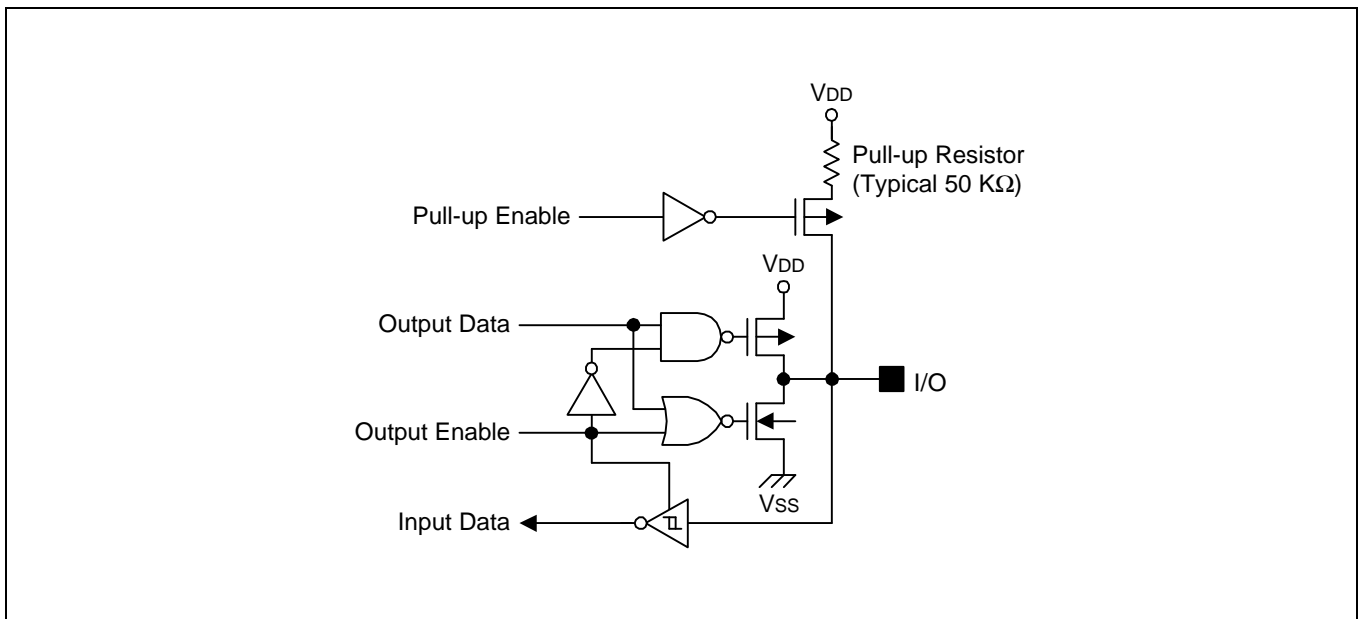 VDD
Pull-up Resistor
(Typical 50 KΩ)
Pull-up Enable
VDD
Output Data
I/O
Output Enable
VSS
Input Data